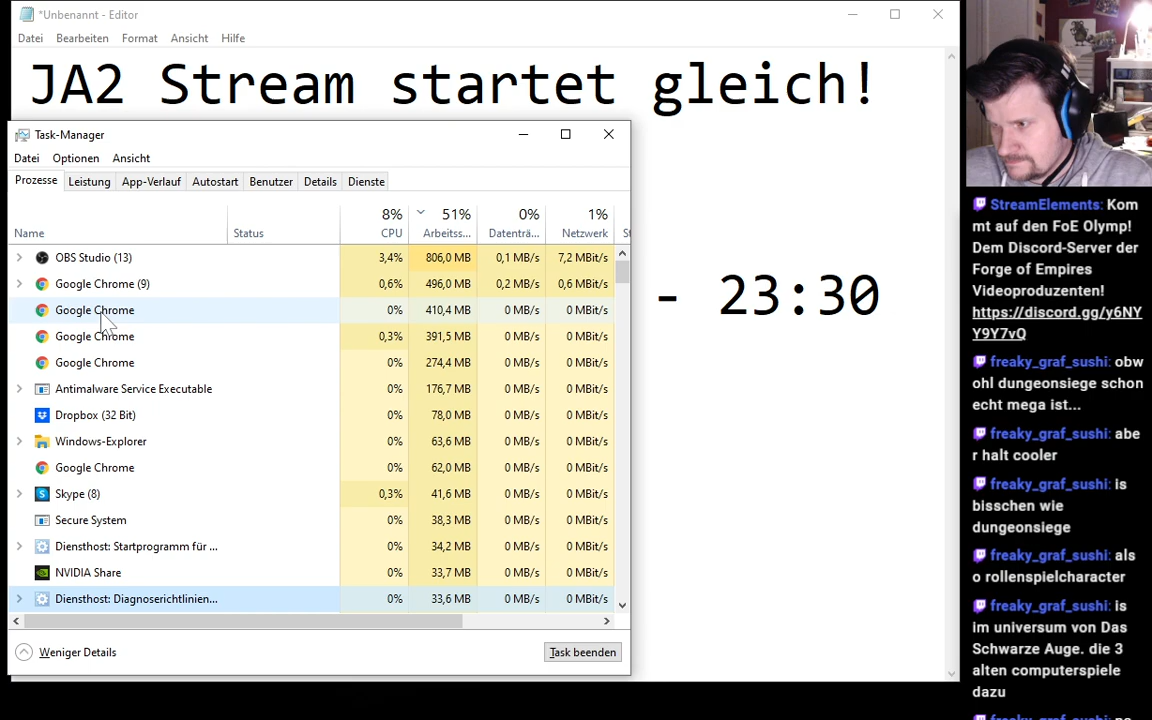 *Unbenannt - Editor
Datei Bearbeiten Format Ansicht Hilfe
JA2 Stream startet gleich!
- 23:30
Task-Manager
Datei Optionen Ansicht
Prozesse Leistung App-Verlauf Autostart Benutzer Details Dienste
8% 51% 0% 1%
Name Status CPU Arbeitss... Datenträ... Netzwerk
OBS Studio (13) 3,4% 806,0 MB 0,1 MB/s 7,2 MBit/s
Google Chrome (9) 0,6% 496,0 MB 0,2 MB/s 0,6 MBit/s
Google Chrome 0% 410,4 MB 0 MB/s 0 MBit/s
Google Chrome 0,3% 391,5 MB 0 MB/s 0 MBit/s
Google Chrome 0% 274,4 MB 0 MB/s 0 MBit/s
Antimalware Service Executable 0% 176,7 MB 0 MB/s 0 MBit/s
Dropbox (32 Bit) 0% 78,0 MB 0 MB/s 0 MBit/s
Windows-Explorer 0% 63,6 MB 0 MB/s 0 MBit/s
Google Chrome 0% 62,0 MB 0 MB/s 0 MBit/s
Skype (8) 0,3% 41,6 MB 0 MB/s 0 MBit/s
Secure System 0% 38,3 MB 0 MB/s 0 MBit/s
Diensthost: Startprogramm für ... 0% 34,2 MB 0 MB/s 0 MBit/s
NVIDIA Share 0% 33,7 MB 0 MB/s 0 MBit/s
Diensthost: Diagnoserichtlinien... 0% 33,6 MB 0 MB/s 0 MBit/s
Weniger Details
Task beenden
StreamElements: Kom
mt auf den FoE Olymp!
Dem Discord-Server der
Forge of Empires
Videoproduzenten!
https://discord.gg/y6NY
Y9Y7vQ
freaky_graf_sushi: obw
ohl dungeonsiege schon
echt mega ist...
freaky_graf_sushi: abe
r halt cooler
freaky_graf_sushi: is
bisschen wie
dungeonsiege
freaky_graf_sushi: als
o rollenspielcharacter
freaky_graf_sushi: is
im universum von Das
Schwarze Auge. die 3
alten computerspiele
dazu